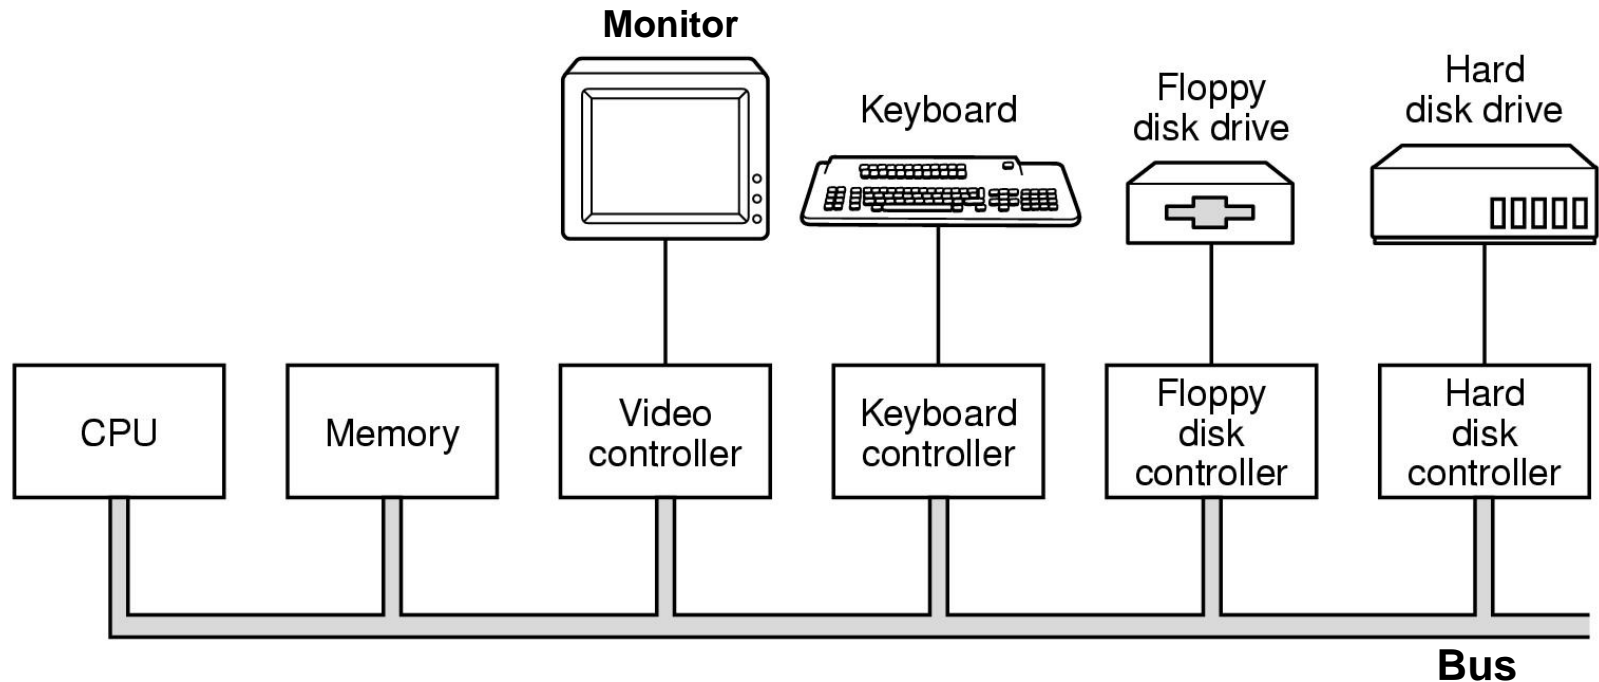 Monitor
Keyboard
Floppy
disk drive
Hard
disk drive
CPU
Memory
Video
controller
Keyboard
controller
Floppy
disk
controller
Hard
disk
controller
Bus